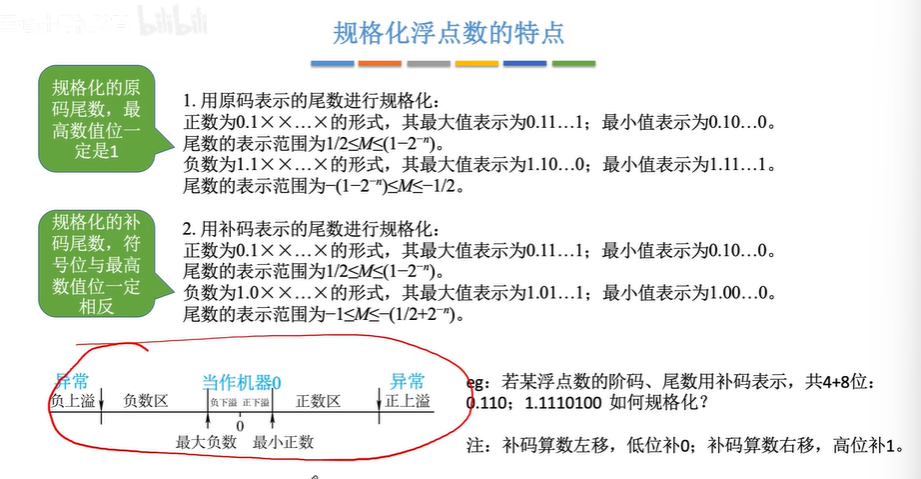 bilibili
规格化浮点数的特点
规格化的原
码尾数，最
高数值位一
定是1
1. 用原码表示的尾数进行规格化：
正数为0.1××…×的形式，其最大值表示为0.11…1；最小值表示为0.10…0。
尾数的表示范围为1/2≤M≤(1−2⁻ⁿ)。
负数为1.1××…×的形式，其最大值表示为1.10…0；最小值表示为1.11…1。
尾数的表示范围为−(1−2⁻ⁿ)≤M≤−1/2。
规格化的补
码尾数，符
号位与最高
数值位一定
相反
2. 用补码表示的尾数进行规格化：
正数为0.1××…×的形式，其最大值表示为0.11…1；最小值表示为0.10…0。
尾数的表示范围为1/2≤M≤(1−2⁻ⁿ)。
负数为1.0××…×的形式，其最大值表示为1.01…1；最小值表示为1.00…0。
尾数的表示范围为−1≤M≤−(1/2+2⁻ⁿ)。
异常 当作机器0 异常
负上溢 负数区 负下溢 正下溢 正数区 正上溢
0
最大负数 最小正数
eg：若某浮点数的阶码、尾数用补码表示，共4+8位：
0.110；1.1110100 如何规格化？
注：补码算数左移，低位补0；补码算数右移，高位补1。